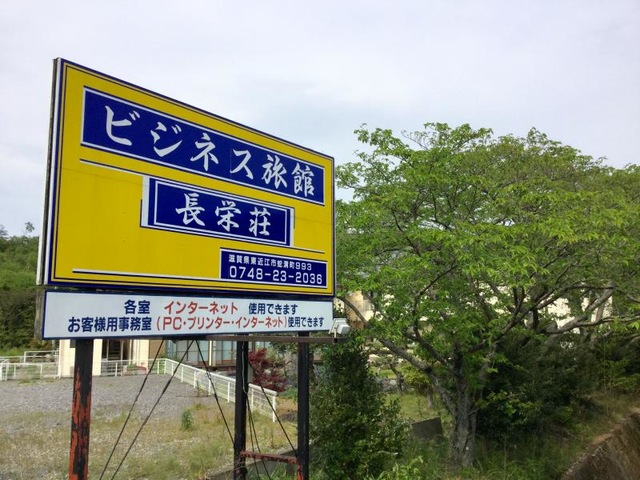 ビジネス旅館
長栄荘
滋賀県東近江市蛇溝町993
0748-23-2036
各室 インターネット 使用できます
お客様用事務室(PC・プリンター・インターネット)使用できます